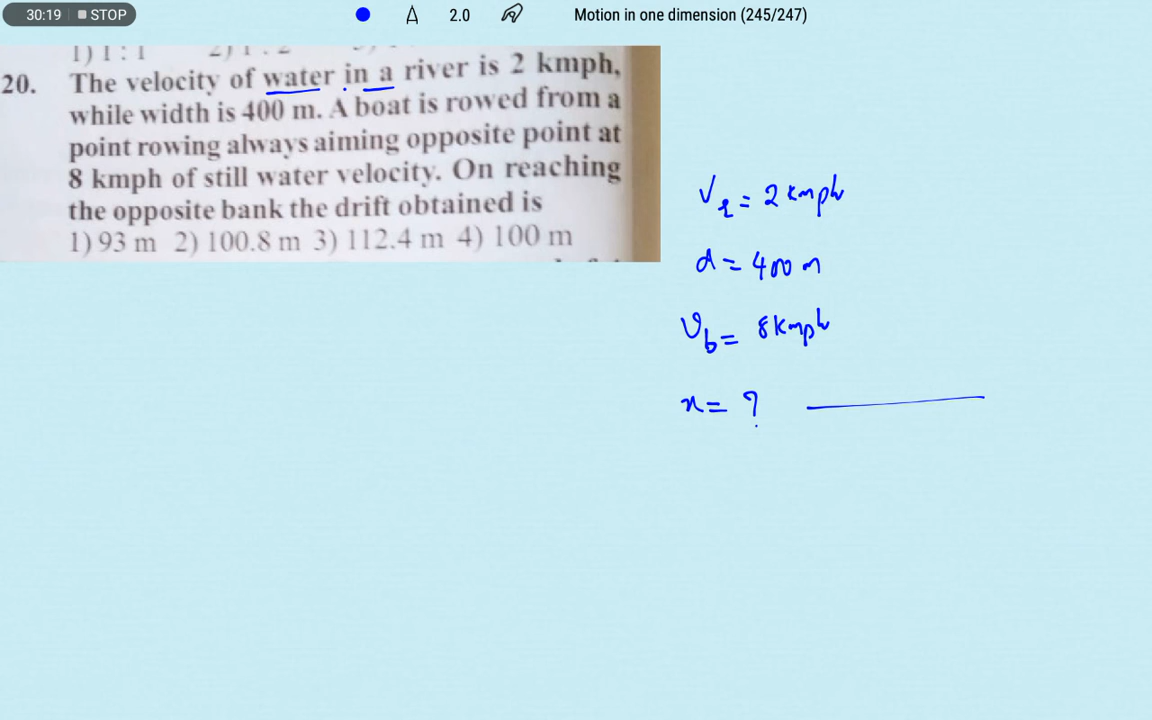 30:19 STOP 2.0 Motion in one dimension (245/247)
1) 1 : 1
20. The velocity of water in a river is 2 kmph,
while width is 400 m. A boat is rowed from a
point rowing always aiming opposite point at
8 kmph of still water velocity. On reaching
the opposite bank the drift obtained is
1) 93 m 2) 100.8 m 3) 112.4 m 4) 100 m
V_r = 2 kmph
d = 400 m
V_b = 8 kmph
x = ?